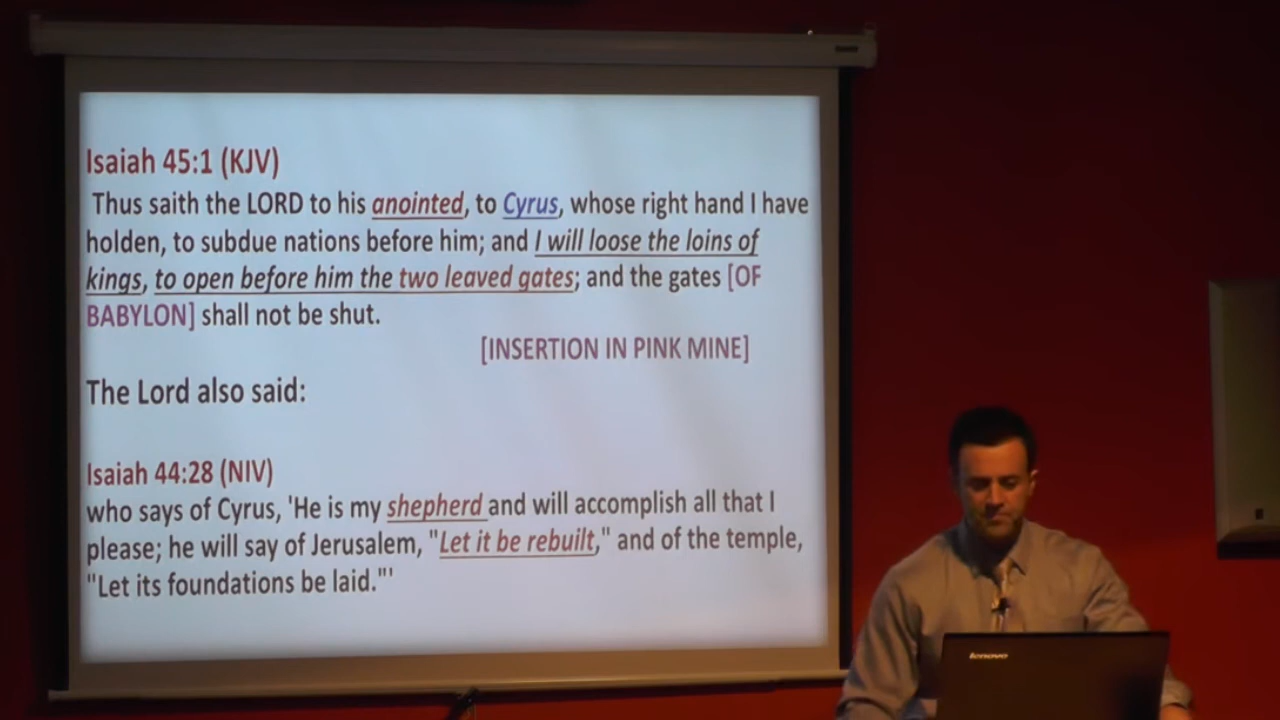 Isaiah 45:1 (KJV)
Thus saith the LORD to his anointed, to Cyrus, whose right hand I have
holden, to subdue nations before him; and I will loose the loins of
kings, to open before him the two leaved gates; and the gates [OF
BABYLON] shall not be shut.
[INSERTION IN PINK MINE]
The Lord also said:
Isaiah 44:28 (NIV)
who says of Cyrus, 'He is my shepherd and will accomplish all that I
please; he will say of Jerusalem, "Let it be rebuilt," and of the temple,
"Let its foundations be laid."'
lenovo